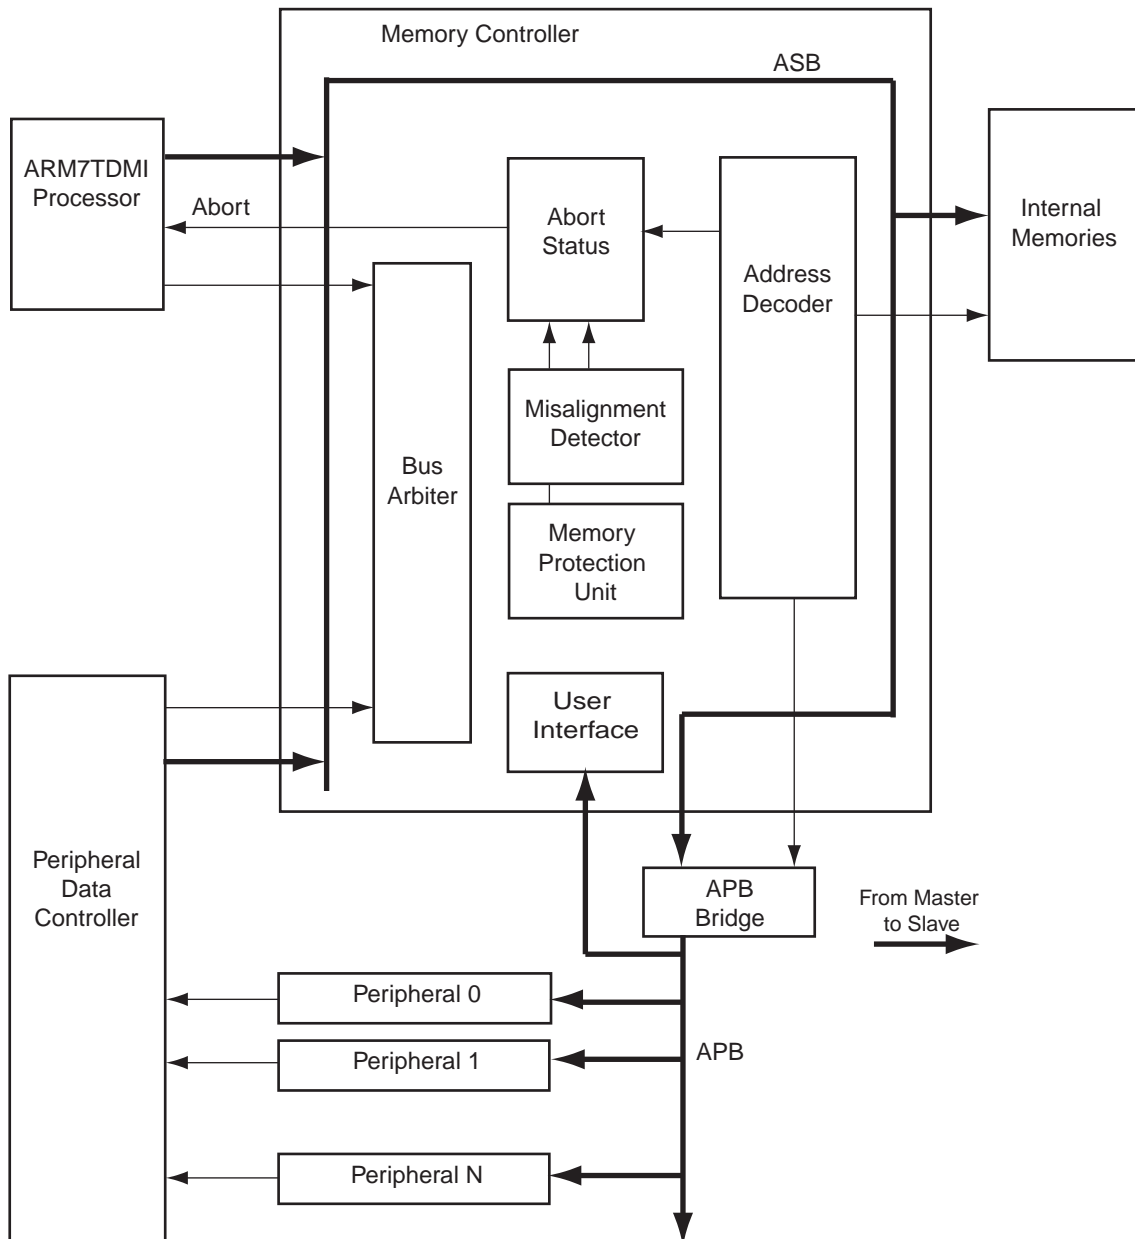 Memory Controller
ASB
ARM7TDMI
Processor
Abort
Abort
Status
Internal
Memories
Address
Decoder
Misalignment
Detector
Bus
Arbiter
Memory
Protection
Unit
User
Interface
Peripheral
Data
Controller
APB
Bridge
From Master
to Slave
Peripheral 0
Peripheral 1
APB
Peripheral N